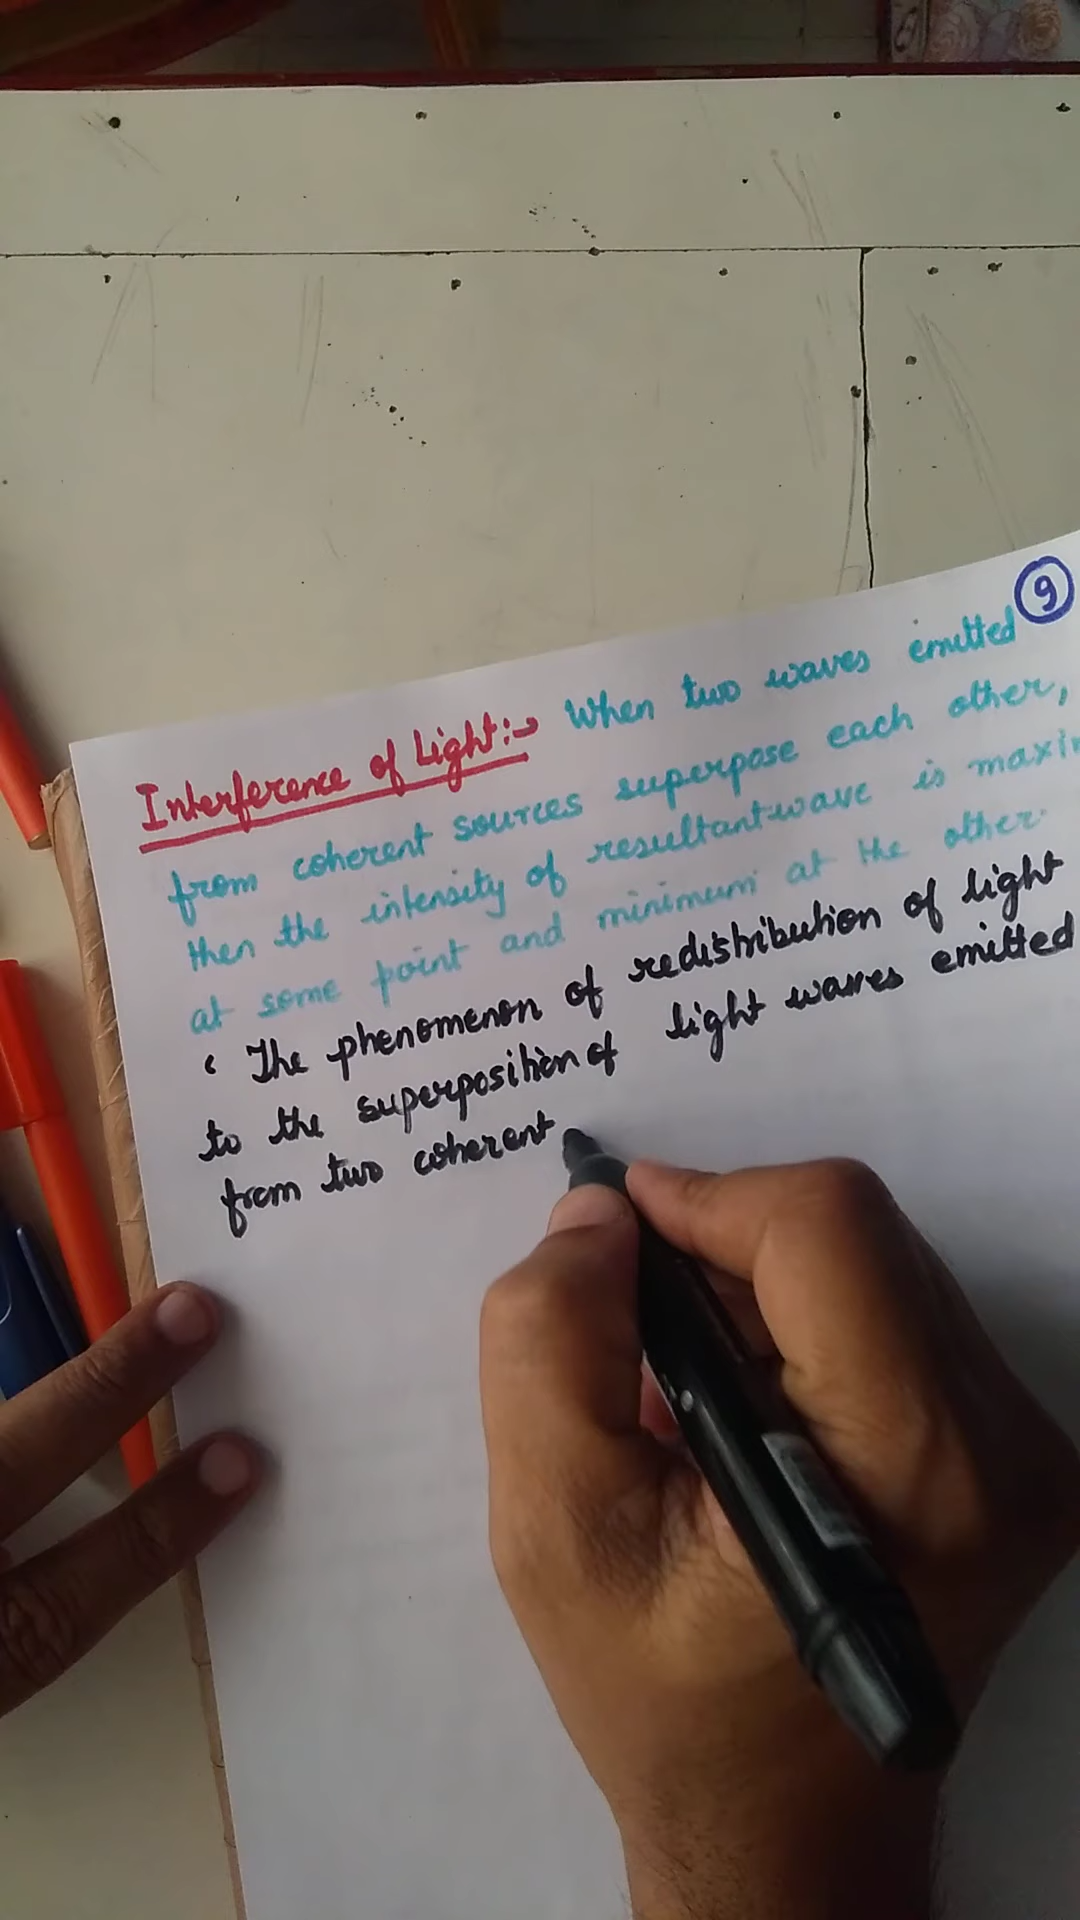 9
Interference of Light:- When two waves emitted
from coherent sources superpose each other,
then the intensity of resultant wave is maxim
at some point and minimum at the other.
" The phenomenon of redistribution of light
to the superposition of light waves emitted
from two coherent